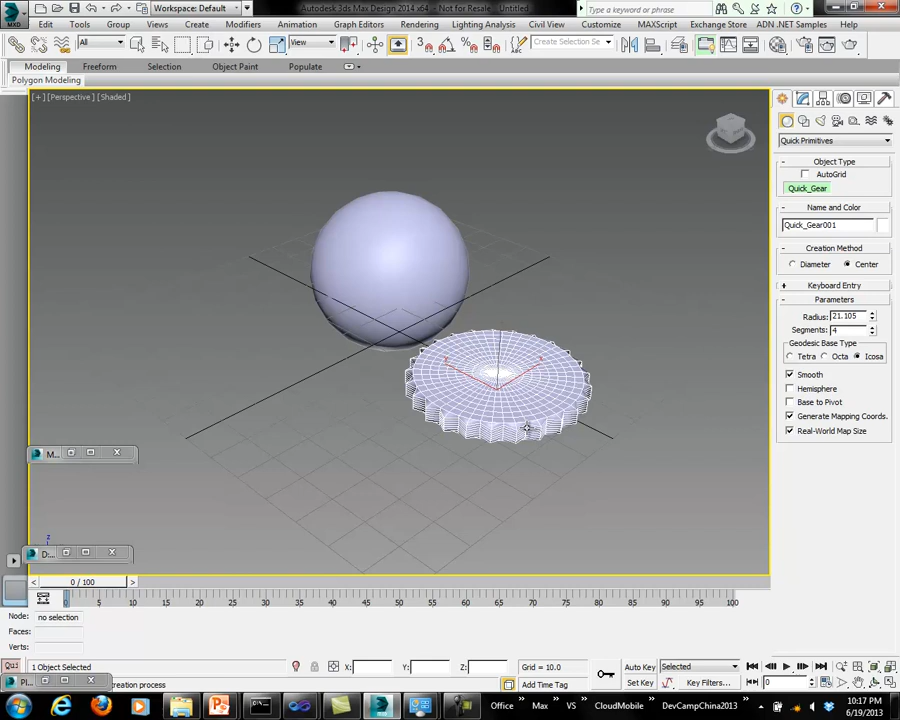 Workspace: Default
Autodesk 3ds Max Design 2014 x64 - Not for Resale
Untitled
Type a keyword or phrase
MXD
Edit Tools Group Views Create Modifiers Animation Graph Editors Rendering Lighting Analysis Civil View Customize MAXScript Exchange Store ADN .NET Samples
All
View
3
Create Selection Se
Modeling Freeform Selection Object Paint Populate
Polygon Modeling
[+] [Perspective] [Shaded]
Quick Primitives
- Object Type
AutoGrid
Quick_Gear
- Name and Color
Quick_Gear001
- Creation Method
Diameter Center
+ Keyboard Entry
- Parameters
Radius: 21.105
Segments: 4
Geodesic Base Type
Tetra Octa Icosa
Smooth
Hemisphere
Base to Pivot
Generate Mapping Coords.
Real-World Map Size
M...
D:...
z
< 0 / 100 >
0 5 10 15 20 25 30 35 40 45 50 55 60 65 70 75 80 85 90 95 100
Node: no selection
Faces:
Verts:
Qui
1 Object Selected
X: Y: Z:
Grid = 10.0
Auto Key Selected
Pl...
creation process
Add Time Tag
Set Key Key Filters...
0
Office Max VS CloudMobile DevCampChina2013
10:17 PM
6/19/2013